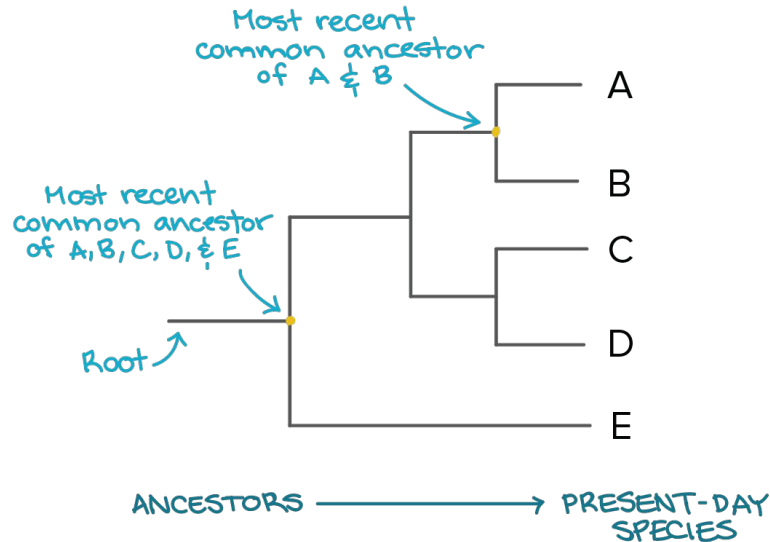 Most recent
common ancestor
of A & B
A
B
Most recent
common ancestor
of A, B, C, D, & E
C
D
Root
E
ANCESTORS
PRESENT-DAY
SPECIES